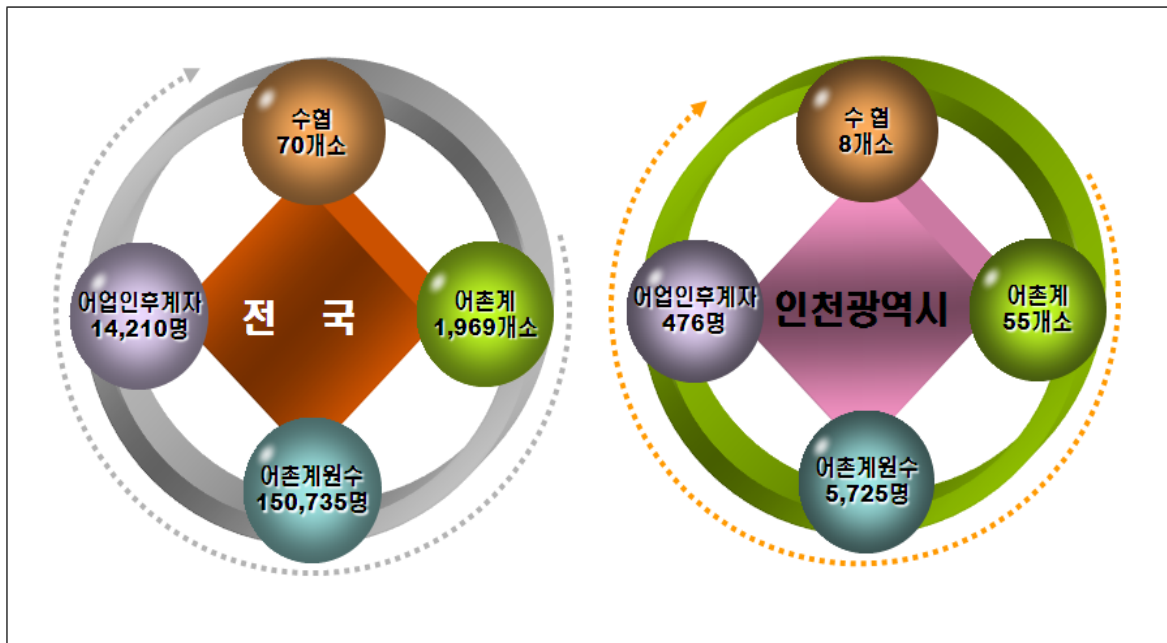 수협
70개소
어업인후계자
14,210명
전 국
어촌계
1,969개소
어촌계원수
150,735명
수 협
8개소
어업인후계자
476명
인천광역시
어촌계
55개소
어촌계원수
5,725명